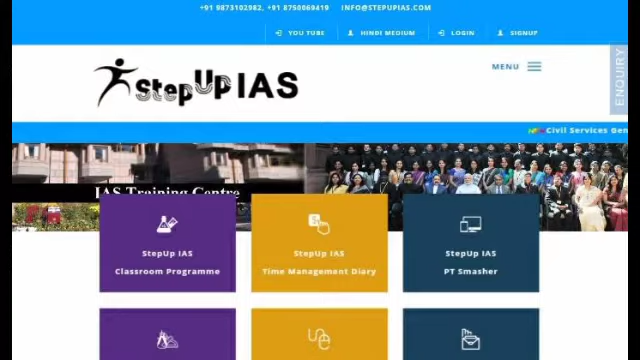 +91 9873102982, +91 8750069419 INFO@STEPUPIAS.COM
YOU TUBE HINDI MEDIUM LOGIN SIGNUP
StepUp IAS
MENU
ENQUIRY
Civil Services Gen
IAS Training Centre
StepUp IAS
Classroom Programme
StepUp IAS
Time Management Diary
StepUp IAS
PT Smasher